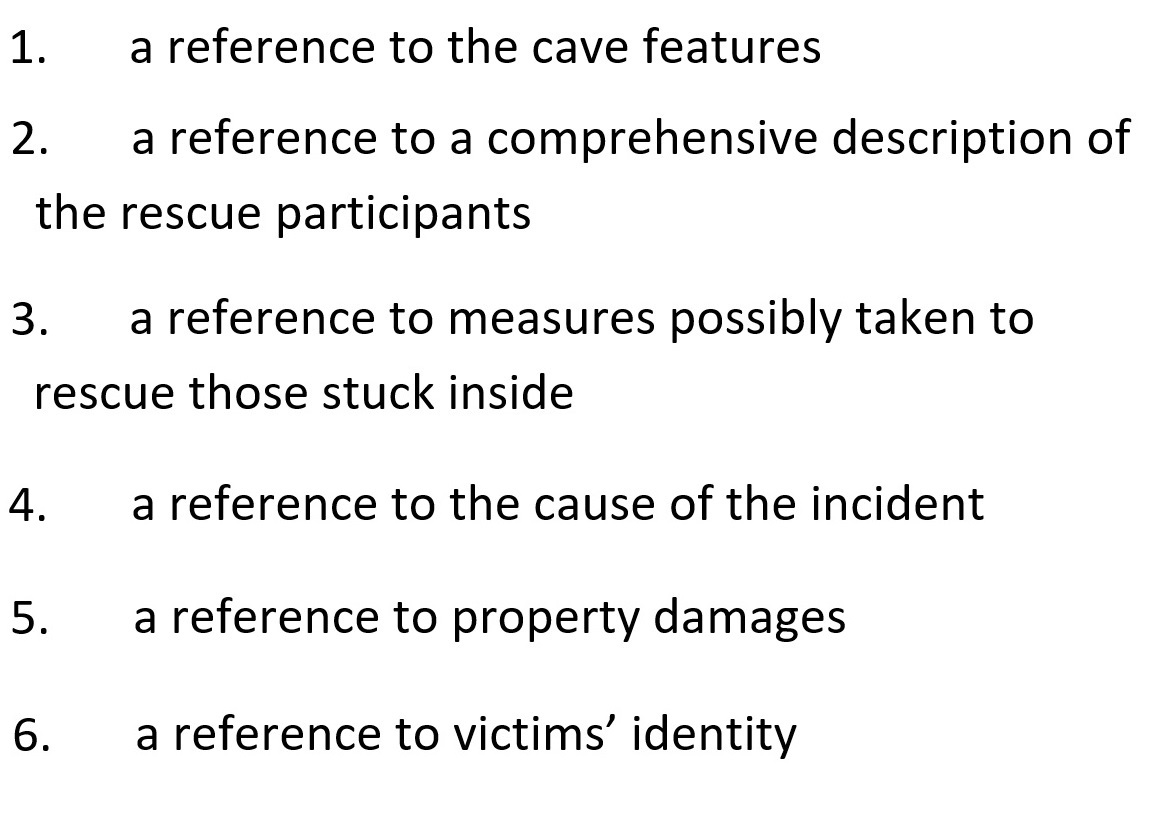 1. a reference to the cave features
2. a reference to a comprehensive description of
the rescue participants
3. a reference to measures possibly taken to
rescue those stuck inside
4. a reference to the cause of the incident
5. a reference to property damages
6. a reference to victims’ identity